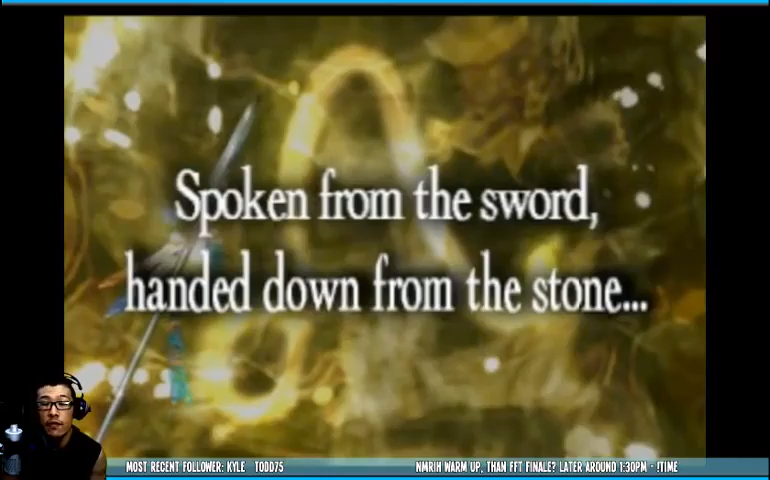 Spoken from the sword,
handed down from the stone...
MOST RECENT FOLLOWER: KYLE TODD75 NMRIH WARM UP, THAN FFT FINALE? LATER AROUND 1:30PM - !TIME